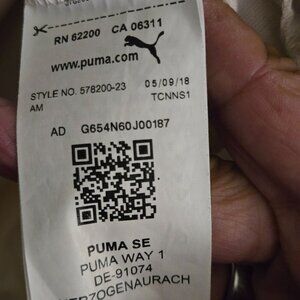 RN 62200 CA 06311
www.puma.com
STYLE NO. 578200-23 05/09/18
AM TCNNS1
AD G654N60J00187
PUMA SE
PUMA WAY 1
DE-91074
HERZOGENAURACH